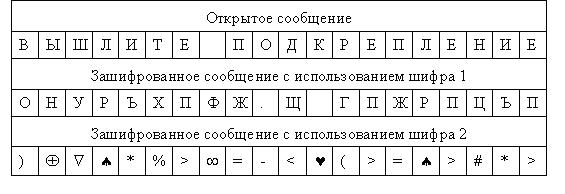 Открытое сообщение
В Ы Ш Л И Т Е П О Д К Р Е П Л Е Н И Е
Зашифрованное сообщение с использованием шифра 1
О Н У Р Ъ Х П Ф Ж . Щ Г П Ж Р П Ц Ъ П
Зашифрованное сообщение с использованием шифра 2
) ⊕ ∇ ♠ * % > ∞ = - < ♥ ( > = ♠ > # * >